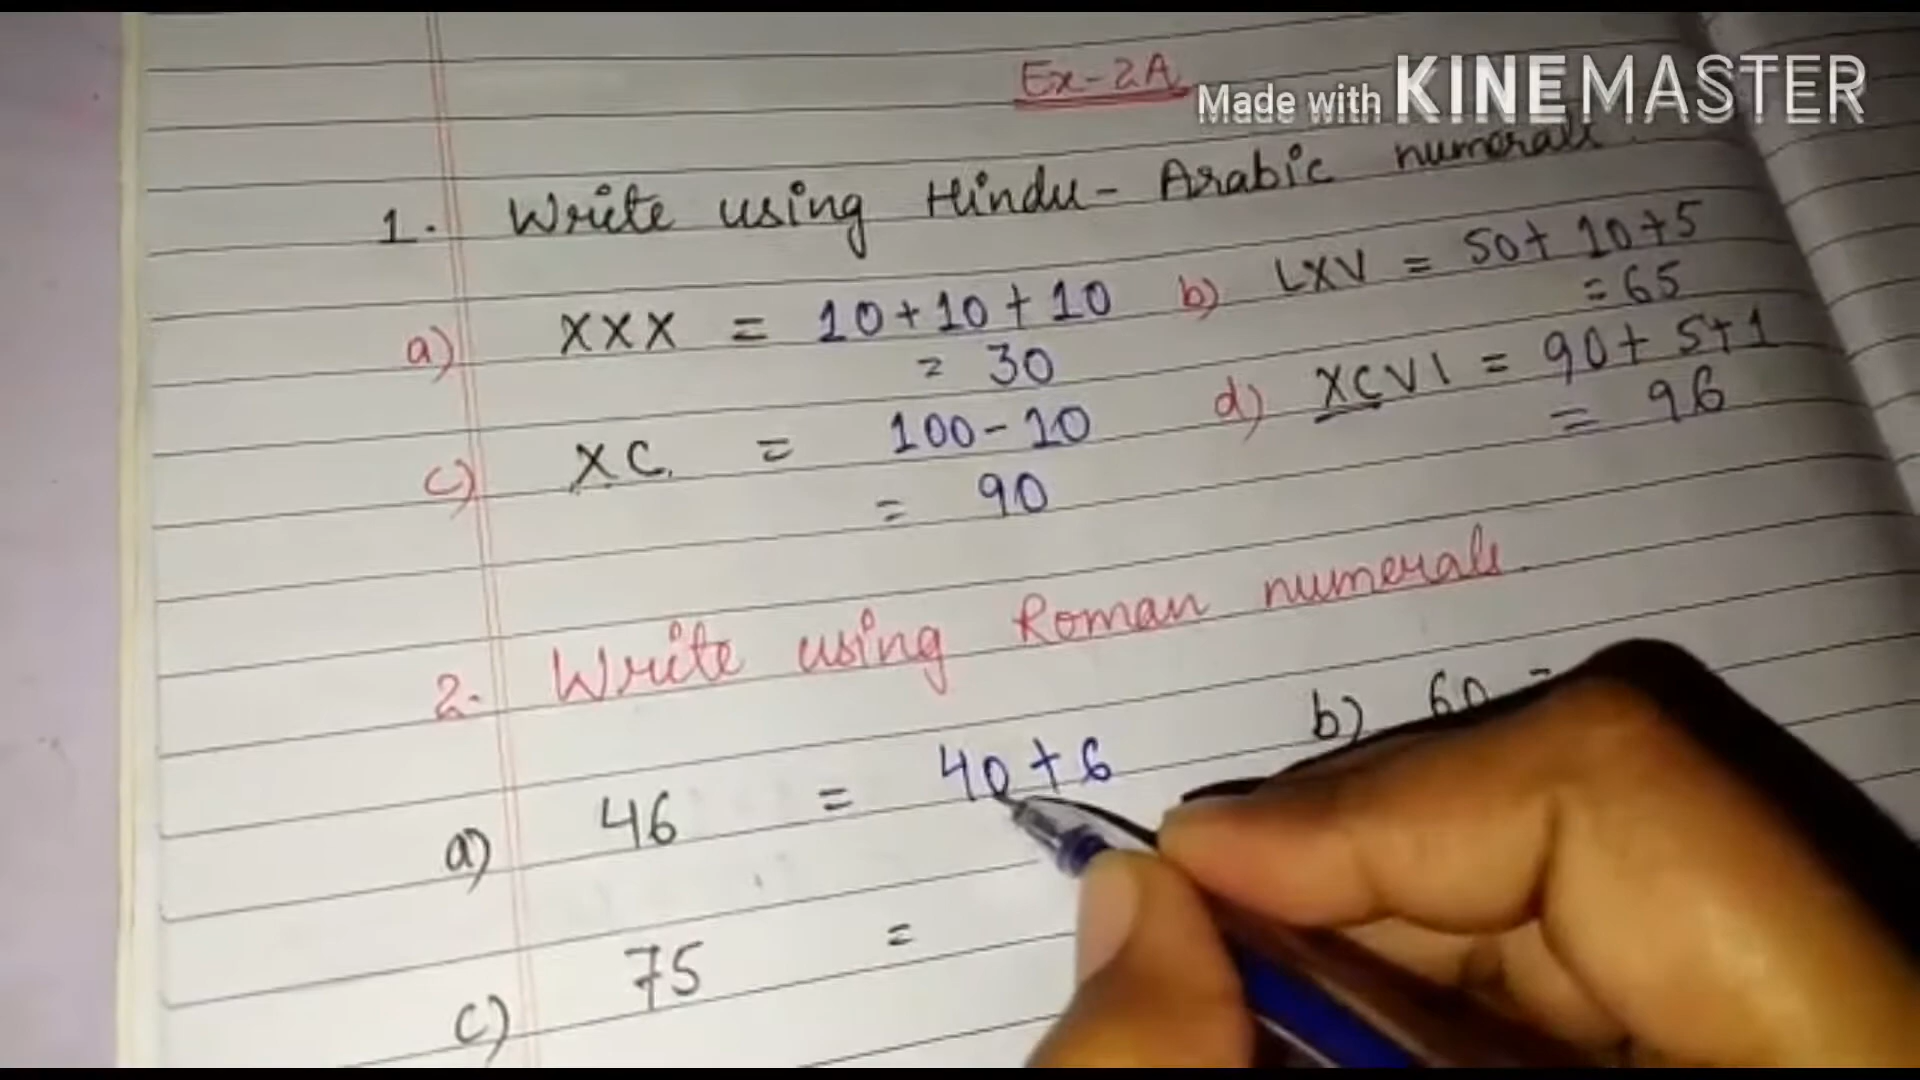 Ex-2A
Made with KINEMASTER
1. Write using Hindu-Arabic numerals.
a) XXX = 10+10+10
= 30
b) LXV = 50+10+5
= 65
c) XC. = 100-10
= 90
d) XCVI = 90+5+1
= 96
2. Write using Roman numerals.
a) 46 = 40+6
b) 60 =
c) 75 =